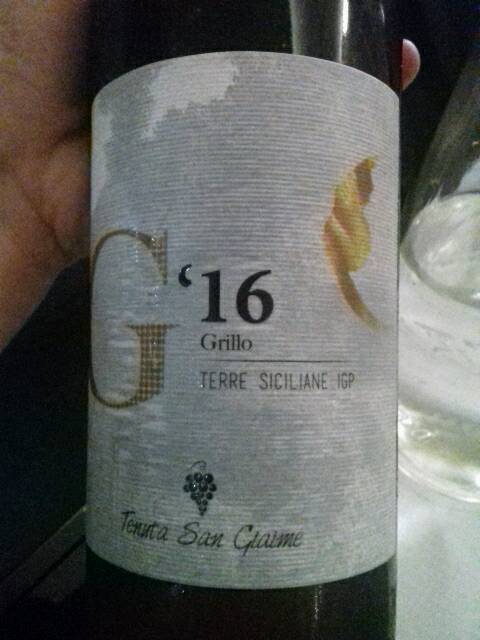 G ‘16
Grillo
TERRE SICILIANE IGP
Tenuta San Giaime